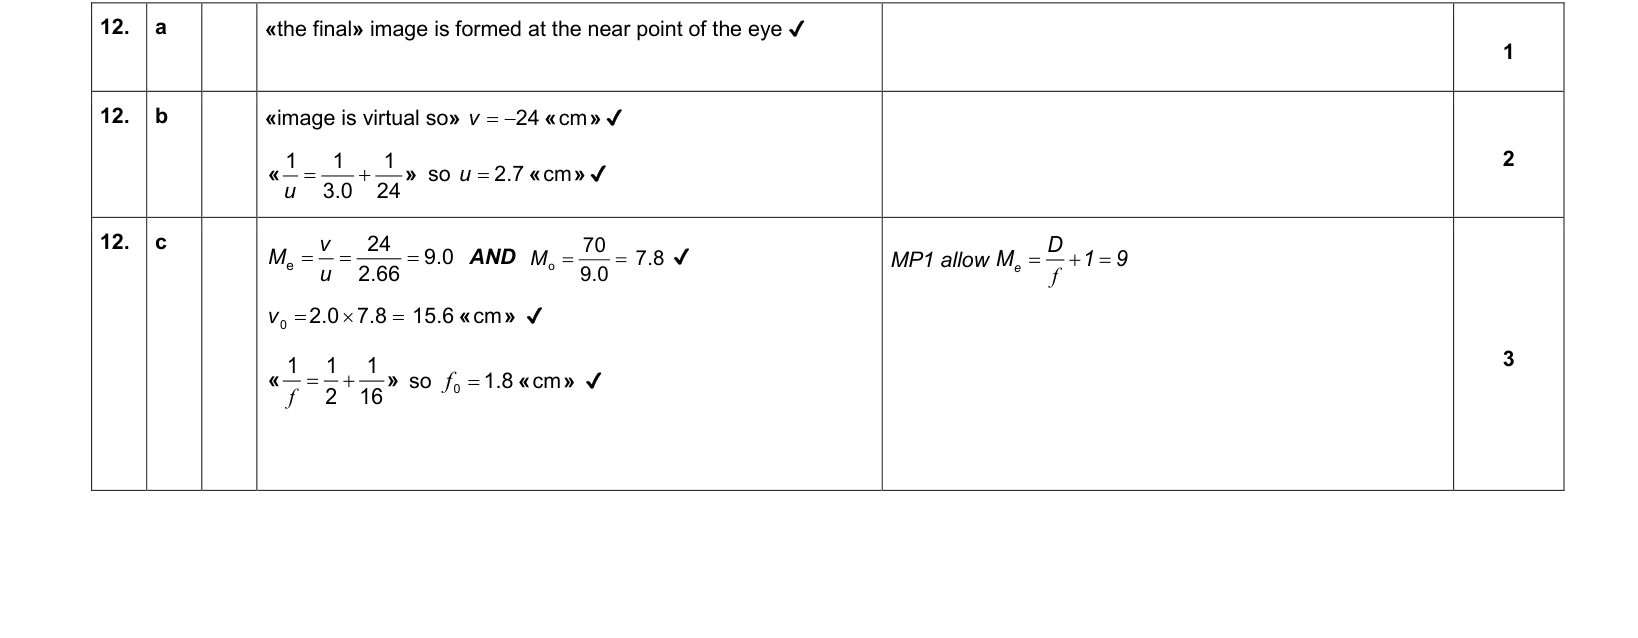 12. a «the final» image is formed at the near point of the eye ✓ 1
12. b «image is virtual so» v = –24 «cm» ✓
« 1/u = 1/3.0 + 1/24 » so u = 2.7 «cm» ✓ 2
12. c Me = v/u = 24/2.66 = 9.0 AND Mo = 70/9.0 = 7.8 ✓ MP1 allow Me = D/f + 1 = 9
v0 = 2.0 × 7.8 = 15.6 «cm» ✓
« 1/f = 1/2 + 1/16 » so f0 = 1.8 «cm» ✓ 3